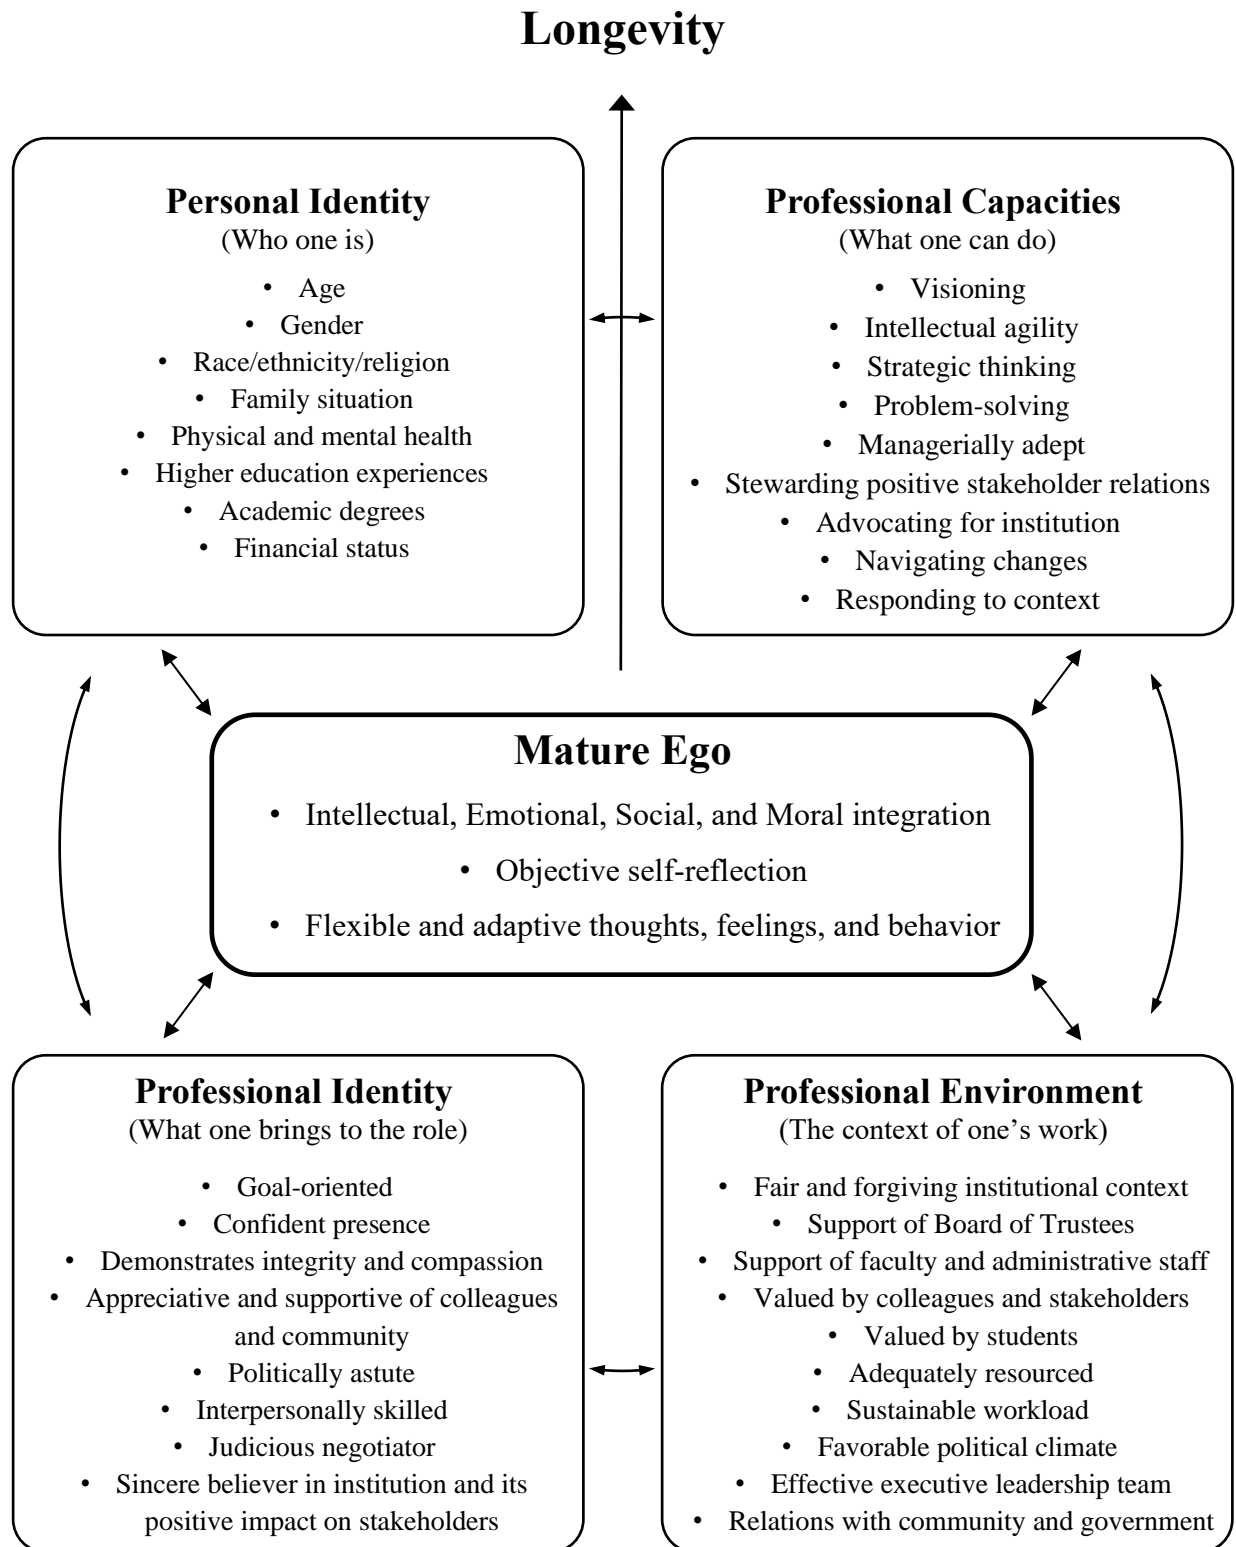 Longevity
Personal Identity
(Who one is)
• Age
• Gender
• Race/ethnicity/religion
• Family situation
• Physical and mental health
• Higher education experiences
• Academic degrees
• Financial status
Professional Capacities
(What one can do)
• Visioning
• Intellectual agility
• Strategic thinking
• Problem-solving
• Managerially adept
• Stewarding positive stakeholder relations
• Advocating for institution
• Navigating changes
• Responding to context
Mature Ego
• Intellectual, Emotional, Social, and Moral integration
• Objective self-reflection
• Flexible and adaptive thoughts, feelings, and behavior
Professional Identity
(What one brings to the role)
• Goal-oriented
• Confident presence
• Demonstrates integrity and compassion
• Appreciative and supportive of colleagues
and community
• Politically astute
• Interpersonally skilled
• Judicious negotiator
• Sincere believer in institution and its
positive impact on stakeholders
Professional Environment
(The context of one’s work)
• Fair and forgiving institutional context
• Support of Board of Trustees
• Support of faculty and administrative staff
• Valued by colleagues and stakeholders
• Valued by students
• Adequately resourced
• Sustainable workload
• Favorable political climate
• Effective executive leadership team
• Relations with community and government